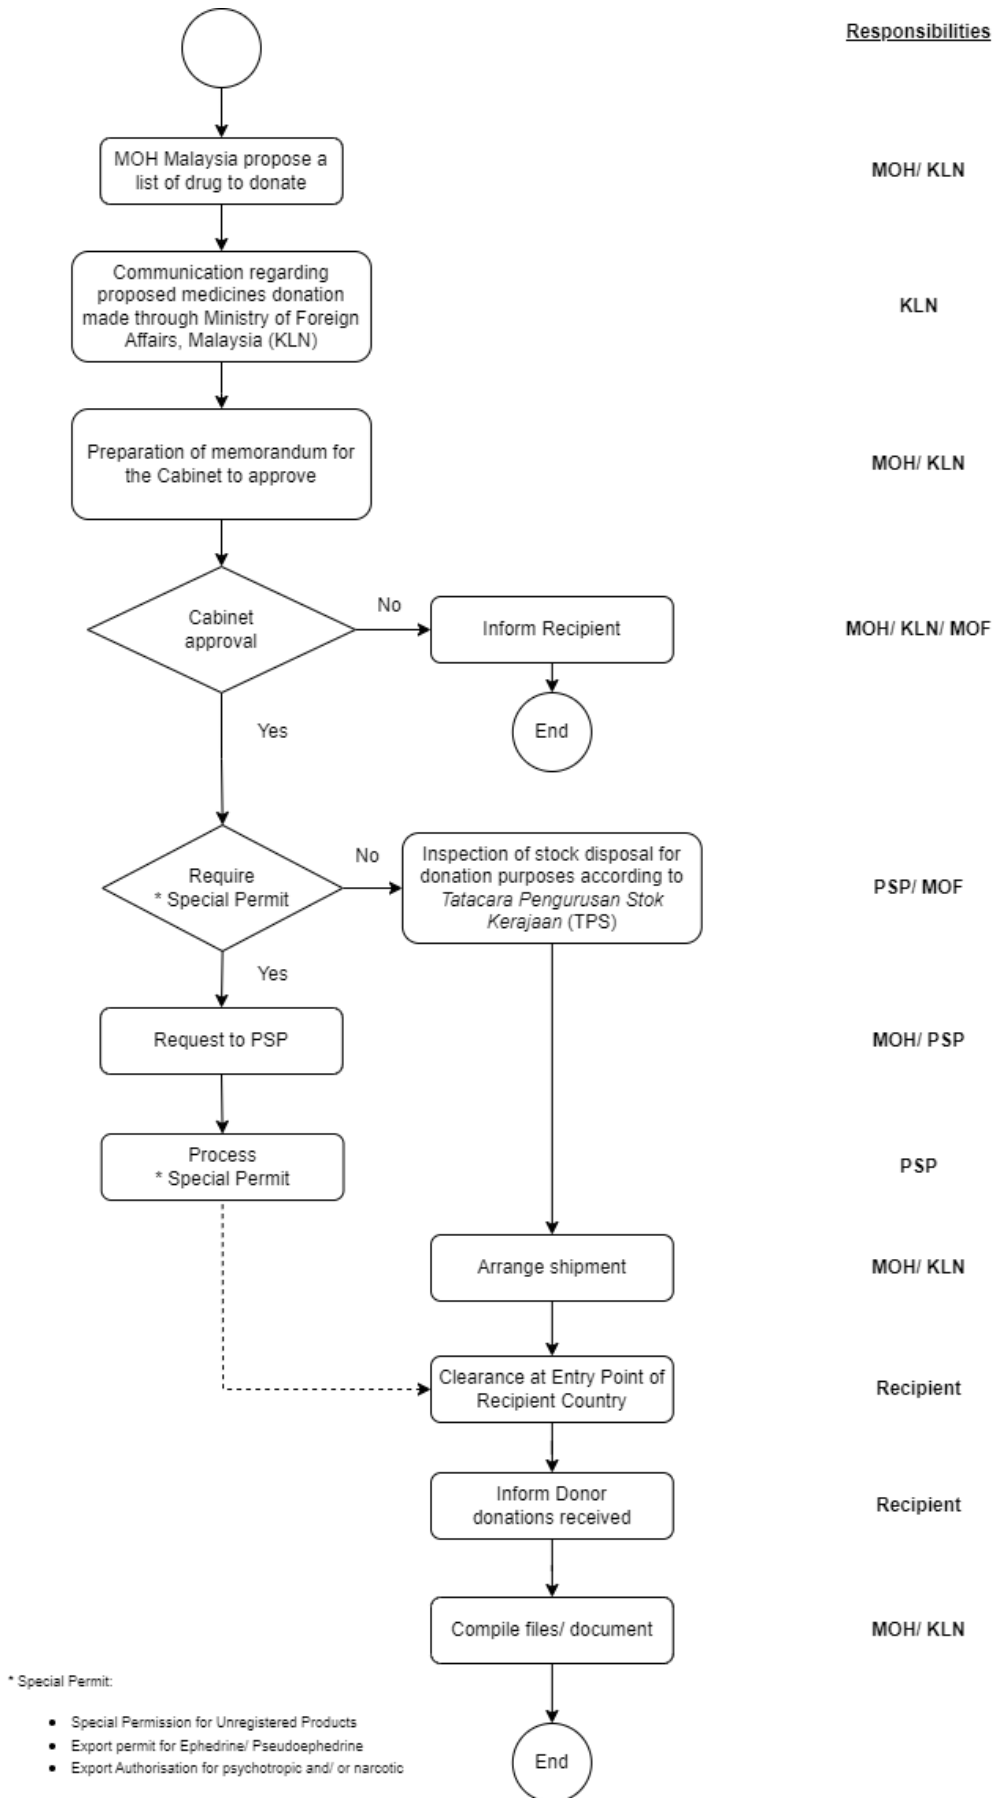 Responsibilities
MOH Malaysia propose a
list of drug to donate
MOH/ KLN
Communication regarding
proposed medicines donation
made through Ministry of Foreign
Affairs, Malaysia (KLN)
KLN
Preparation of memorandum for
the Cabinet to approve
MOH/ KLN
Cabinet
approval
No
Inform Recipient
MOH/ KLN/ MOF
End
Yes
Require
* Special Permit
No
Inspection of stock disposal for
donation purposes according to
Tatacara Pengurusan Stok
Kerajaan (TPS)
PSP/ MOF
Yes
Request to PSP
MOH/ PSP
Process
* Special Permit
PSP
Arrange shipment
MOH/ KLN
Clearance at Entry Point of
Recipient Country
Recipient
Inform Donor
donations received
Recipient
Compile files/ document
MOH/ KLN
End
* Special Permit:
● Special Permission for Unregistered Products
● Export permit for Ephedrine/ Pseudoephedrine
● Export Authorisation for psychotropic and/ or narcotic